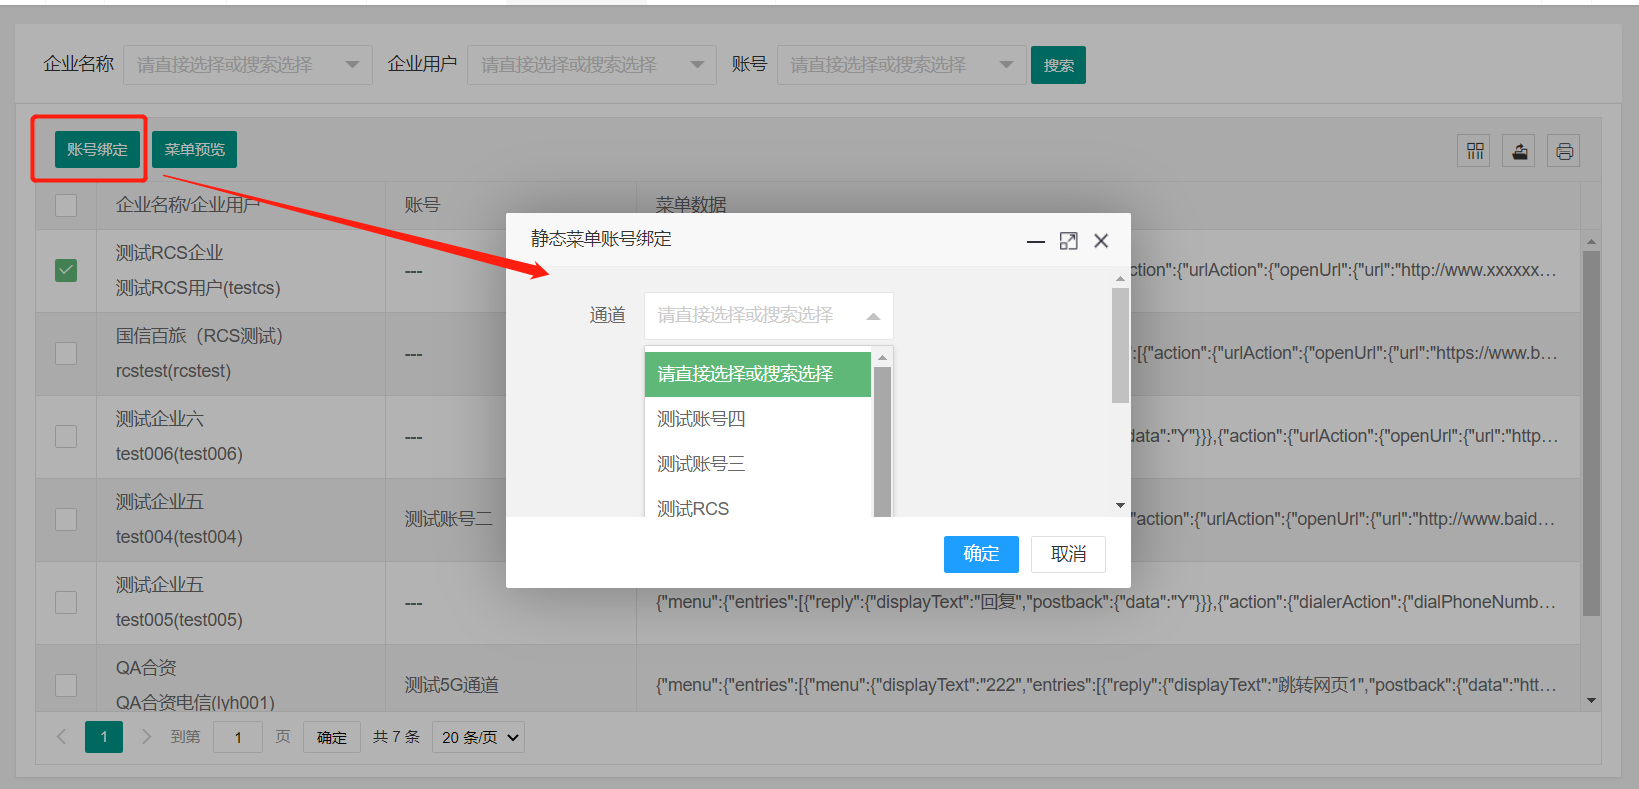 企业名称 请直接选择或搜索选择 企业用户 请直接选择或搜索选择 账号 请直接选择或搜索选择 搜索
账号绑定 菜单预览
企业名称/企业用户 账号 菜单数据
测试RCS企业
测试RCS用户(testcs)
---
ction":{"urlAction":{"openUrl":{"url":"http://www.xxxxxx...
国信百旅（RCS测试）
rcstest(rcstest)
---
:[{"action":{"urlAction":{"openUrl":{"url":"https://www.b...
测试企业六
test006(test006)
---
data":"Y"}}},{"action":{"urlAction":{"openUrl":{"url":"http...
测试企业五
test004(test004)
测试账号二
"action":{"urlAction":{"openUrl":{"url":"http://www.baid...
测试企业五
test005(test005)
---
{"menu":{"entries":[{"reply":{"displayText":"回复","postback":{"data":"Y"}}},{"action":{"dialerAction":{"dialPhoneNumb...
QA合资
QA合资电信(lyh001)
测试5G通道
{"menu":{"entries":[{"menu":{"displayText":"222","entries":[{"reply":{"displayText":"跳转网页1","postback":{"data":"htt...
静态菜单账号绑定
通道 请直接选择或搜索选择
请直接选择或搜索选择
测试账号四
测试账号三
测试RCS
确定 取消
1 到第 1 页 确定 共 7 条 20 条/页